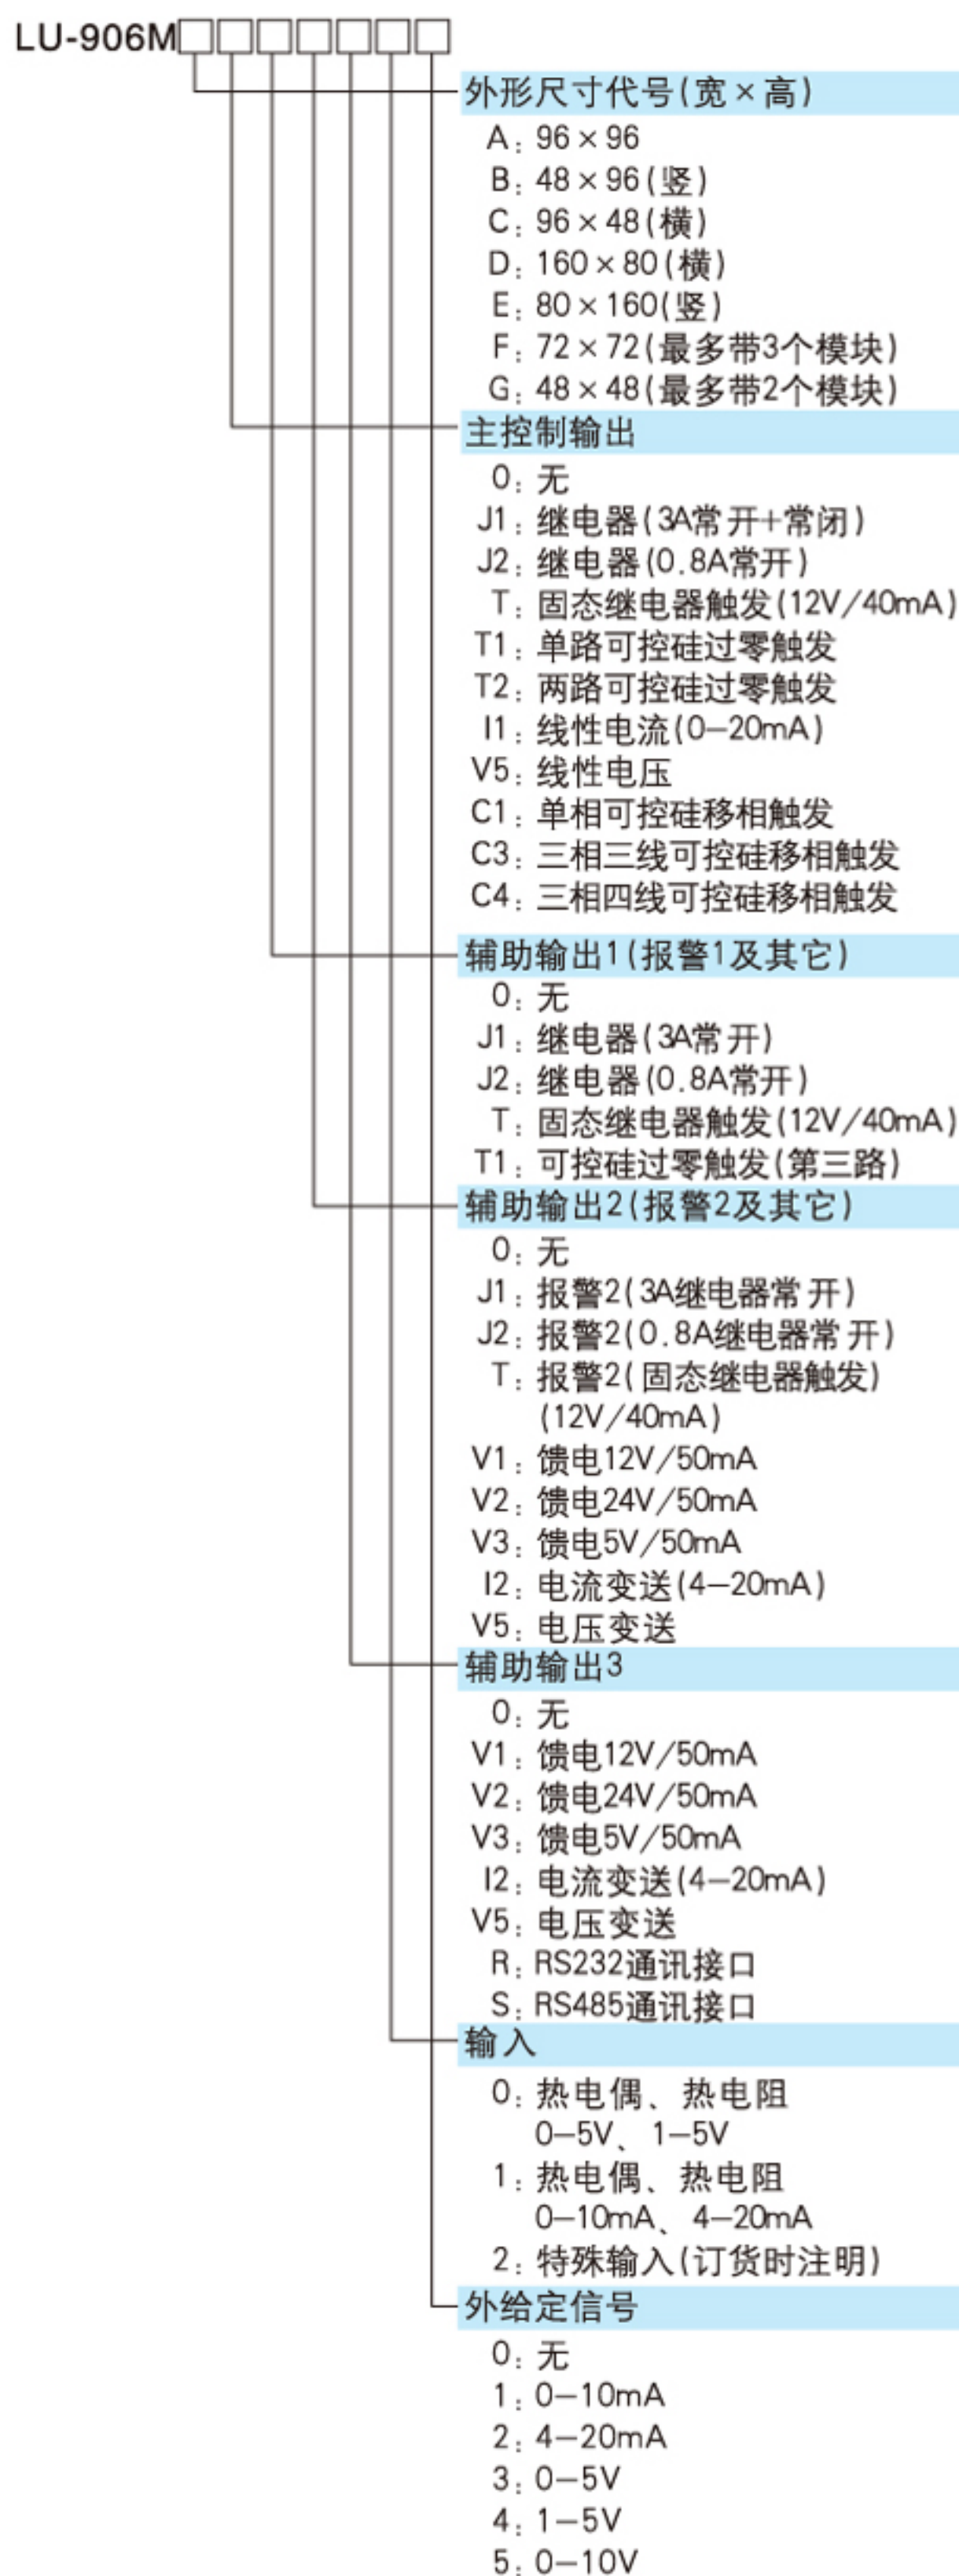 LU-906M□□□□□□□
外形尺寸代号(宽×高)
A: 96×96
B: 48×96(竖)
C: 96×48(横)
D: 160×80(横)
E: 80×160(竖)
F: 72×72(最多带3个模块)
G: 48×48(最多带2个模块)
主控制输出
0: 无
J1: 继电器(3A常开+常闭)
J2: 继电器(0.8A常开)
T: 固态继电器触发(12V/40mA)
T1: 单路可控硅过零触发
T2: 两路可控硅过零触发
I1: 线性电流(0-20mA)
V5: 线性电压
C1: 单相可控硅移相触发
C3: 三相三线可控硅移相触发
C4: 三相四线可控硅移相触发
辅助输出1(报警1及其它)
0: 无
J1: 继电器(3A常开)
J2: 继电器(0.8A常开)
T: 固态继电器触发(12V/40mA)
T1: 可控硅过零触发(第三路)
辅助输出2(报警2及其它)
0: 无
J1: 报警2(3A继电器常开)
J2: 报警2(0.8A继电器常开)
T: 报警2(固态继电器触发)
(12V/40mA)
V1: 馈电12V/50mA
V2: 馈电24V/50mA
V3: 馈电5V/50mA
I2: 电流变送(4-20mA)
V5: 电压变送
辅助输出3
0: 无
V1: 馈电12V/50mA
V2: 馈电24V/50mA
V3: 馈电5V/50mA
I2: 电流变送(4-20mA)
V5: 电压变送
R: RS232通讯接口
S: RS485通讯接口
输入
0: 热电偶、热电阻
0-5V、1-5V
1: 热电偶、热电阻
0-10mA、4-20mA
2: 特殊输入(订货时注明)
外给定信号
0: 无
1: 0-10mA
2: 4-20mA
3: 0-5V
4: 1-5V
5: 0-10V